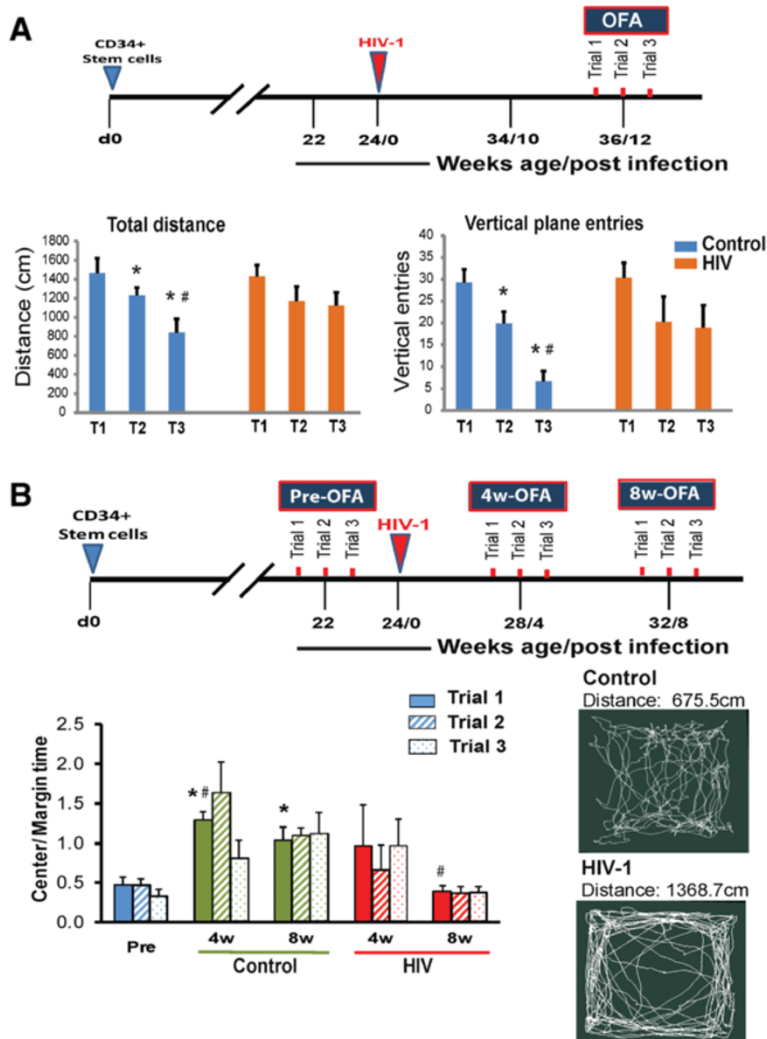 A
CD34+
Stem cells
HIV-1
OFA
Trial 1
Trial 2
Trial 3
d0
22
24/0
34/10
36/12
Weeks age/post infection
Total distance
Distance (cm)
1800
1600
1400
1200
1000
800
600
400
200
0
*
* #
T1 T2 T3 T1 T2 T3
Vertical plane entries
Vertical entries
40
35
30
25
20
15
10
5
0
*
* #
T1 T2 T3 T1 T2 T3
Control
HIV
B
CD34+
Stem cells
Pre-OFA
Trial 1
Trial 2
Trial 3
HIV-1
4w-OFA
Trial 1
Trial 2
Trial 3
8w-OFA
Trial 1
Trial 2
Trial 3
d0
22
24/0
28/4
32/8
Weeks age/post infection
Center/Margin time
2.5
2.0
1.5
1.0
0.5
0.0
Trial 1
Trial 2
Trial 3
* #
*
#
Pre
4w 8w 4w 8w
Control HIV
Control
Distance: 675.5cm
HIV-1
Distance: 1368.7cm